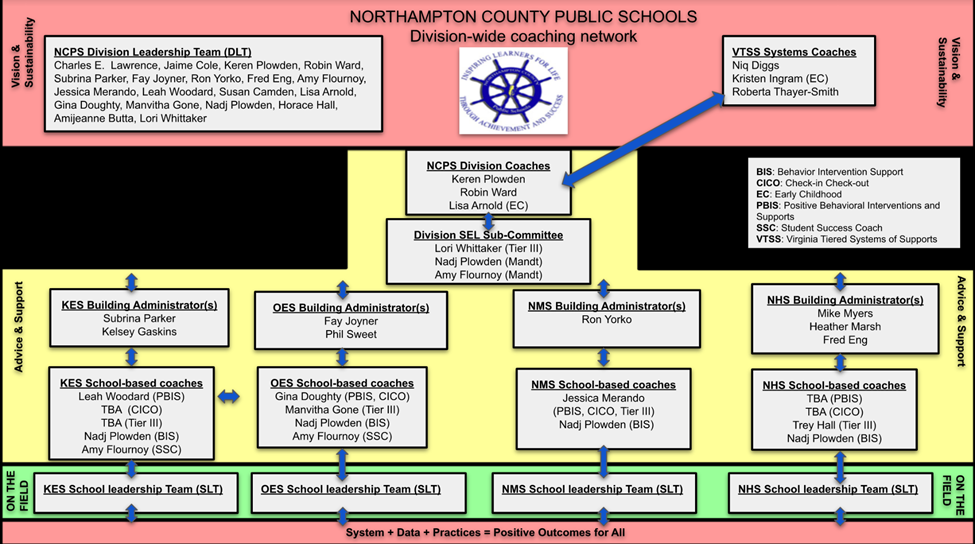 NORTHAMPTON COUNTY PUBLIC SCHOOLS
Division-wide coaching network
Vision &
Sustainability
NCPS Division Leadership Team (DLT)
Charles E. Lawrence, Jaime Cole, Keren Plowden, Robin Ward,
Subrina Parker, Fay Joyner, Ron Yorko, Fred Eng, Amy Flournoy,
Jessica Merando, Leah Woodard, Susan Camden, Lisa Arnold,
Gina Doughty, Manvitha Gone, Nadj Plowden, Horace Hall,
Amijeanne Butta, Lori Whittaker
INSPIRING LEARNERS FOR LIFE
THROUGH ACHIEVEMENT AND SUCCESS
VTSS Systems Coaches
Niq Diggs
Kristen Ingram (EC)
Roberta Thayer-Smith
Vision &
Sustainability
NCPS Division Coaches
Keren Plowden
Robin Ward
Lisa Arnold (EC)
BIS: Behavior Intervention Support
CICO: Check-in Check-out
EC: Early Childhood
PBIS: Positive Behavioral Interventions and
Supports
SSC: Student Success Coach
VTSS: Virginia Tiered Systems of Supports
Division SEL Sub-Committee
Lori Whittaker (Tier III)
Nadj Plowden (Mandt)
Amy Flournoy (Mandt)
Advice & Support
KES Building Administrator(s)
Subrina Parker
Kelsey Gaskins
OES Building Administrator(s)
Fay Joyner
Phil Sweet
NMS Building Administrator(s)
Ron Yorko
NHS Building Administrator(s)
Mike Myers
Heather Marsh
Fred Eng
Advice & Support
KES School-based coaches
Leah Woodard (PBIS)
TBA (CICO)
TBA (Tier III)
Nadj Plowden (BIS)
Amy Flournoy (SSC)
OES School-based coaches
Gina Doughty (PBIS, CICO)
Manvitha Gone (Tier III)
Nadj Plowden (BIS)
Amy Flournoy (SSC)
NMS School-based coaches
Jessica Merando
(PBIS, CICO, Tier III)
Nadj Plowden (BIS)
NHS School-based coaches
TBA (PBIS)
TBA (CICO)
Trey Hall (Tier III)
Nadj Plowden (BIS)
ON THE
FIELD
KES School leadership Team (SLT)
OES School leadership Team (SLT)
NMS School leadership Team (SLT)
NHS School leadership Team (SLT)
ON THE
FIELD
System + Data + Practices = Positive Outcomes for All